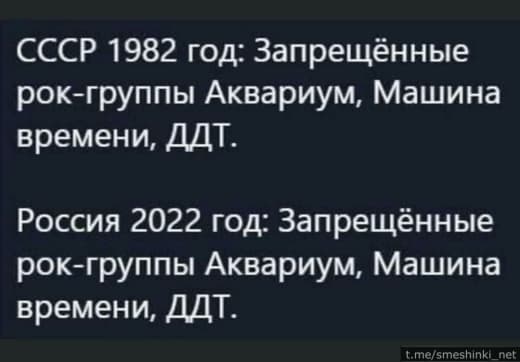 СССР 1982 год: Запрещённые
рок-группы Аквариум, Машина
времени, ДДТ.
Россия 2022 год: Запрещённые
рок-группы Аквариум, Машина
времени, ДДТ.
t.me/smeshinki_net